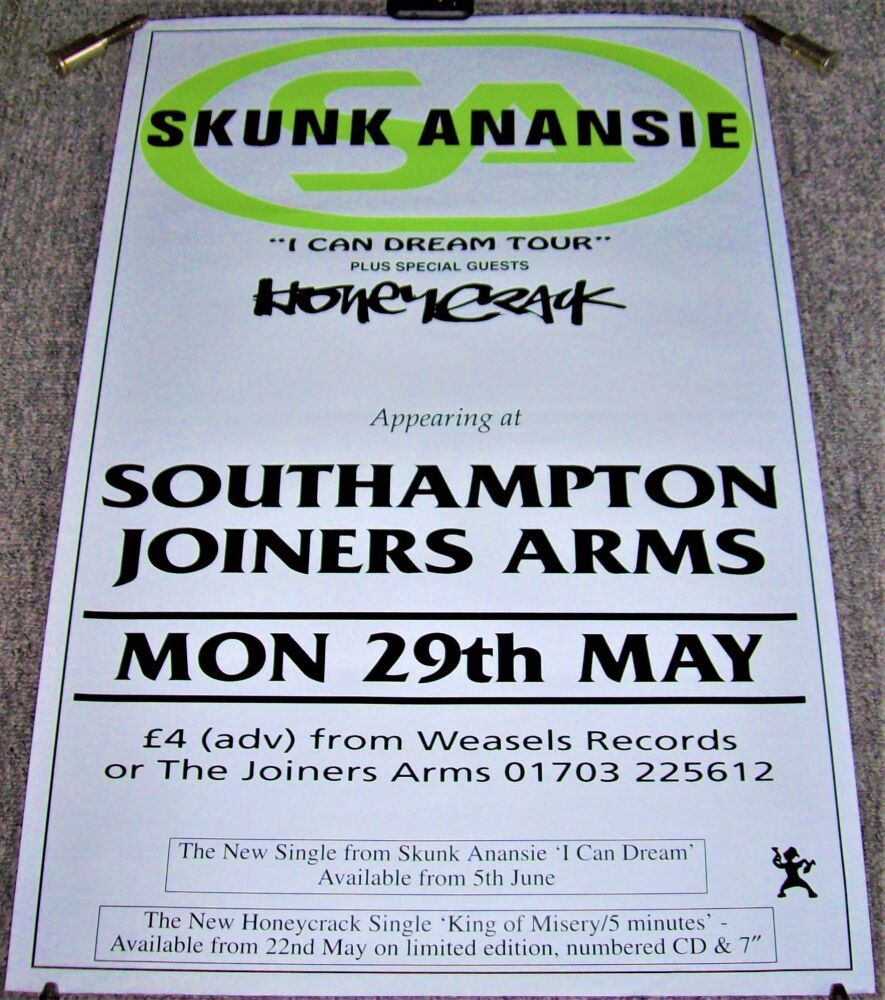 SA
SKUNK ANANSIE
"I CAN DREAM TOUR"
PLUS SPECIAL GUESTS
HONEYCRACK
Appearing at
SOUTHAMPTON
JOINERS ARMS
MON 29th MAY
£4 (adv) from Weasels Records
or The Joiners Arms 01703 225612
The New Single from Skunk Anansie ‘I Can Dream’
Available from 5th June
The New Honeycrack Single ‘King of Misery/5 minutes’ -
Available from 22nd May on limited edition, numbered CD & 7"